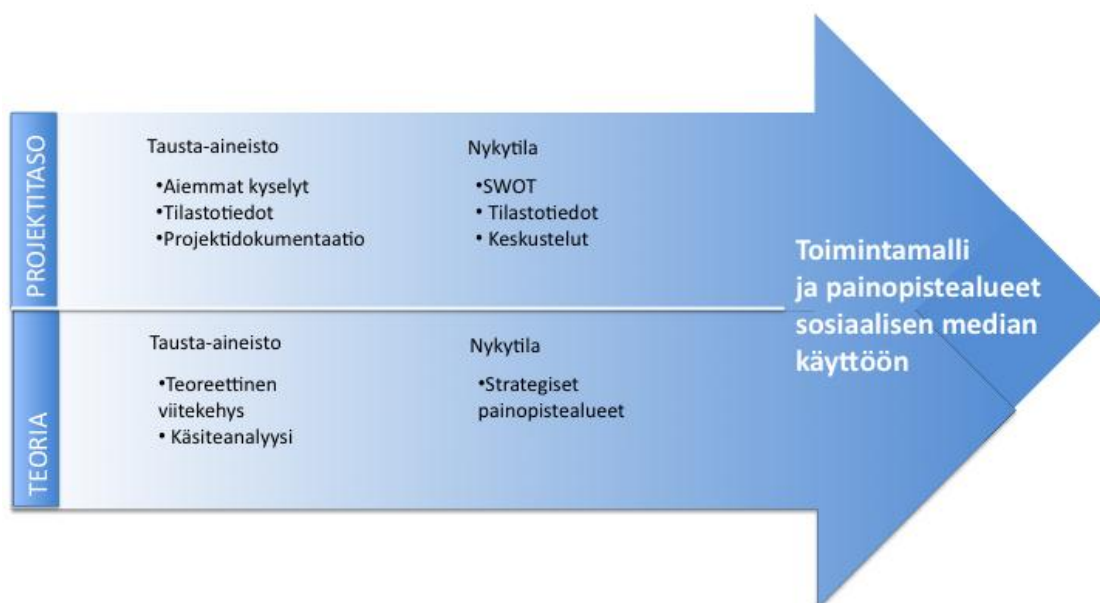 PROJEKTITASO
Tausta-aineisto
•Aiemmat kyselyt
•Tilastotiedot
•Projektidokumentaatio
Nykytila
•SWOT
• Tilastotiedot
• Keskustelut
TEORIA
Tausta-aineisto
•Teoreettinen
viitekehys
• Käsiteanalyysi
Nykytila
•Strategiset
painopistealueet
Toimintamalli
ja painopistealueet
sosiaalisen median
käyttöön